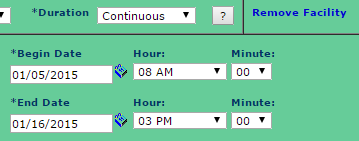 *Duration Continuous ? Remove Facility
*Begin Date Hour: Minute:
01/05/2015 08 AM 00
*End Date Hour: Minute:
01/16/2015 03 PM 00